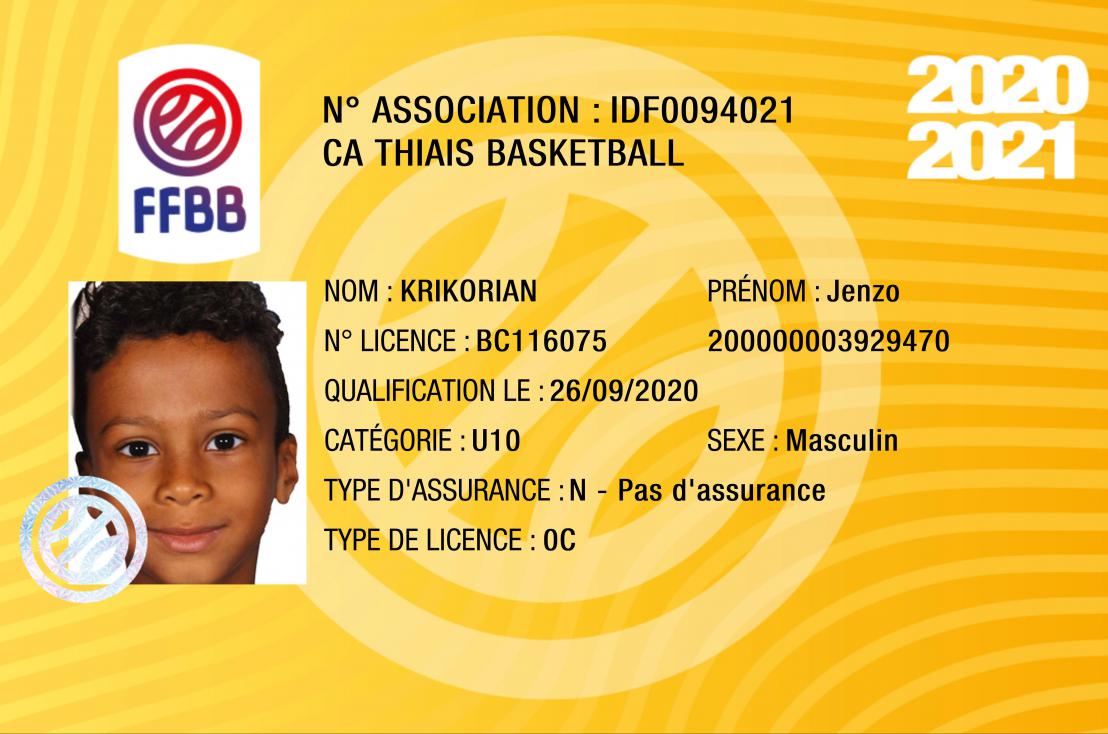 FFBB
N° ASSOCIATION : IDF0094021
CA THIAIS BASKETBALL
2020
2021
NOM : KRIKORIAN PRÉNOM : Jenzo
N° LICENCE : BC116075 200000003929470
QUALIFICATION LE : 26/09/2020
CATÉGORIE : U10 SEXE : Masculin
TYPE D'ASSURANCE : N - Pas d'assurance
TYPE DE LICENCE : 0C